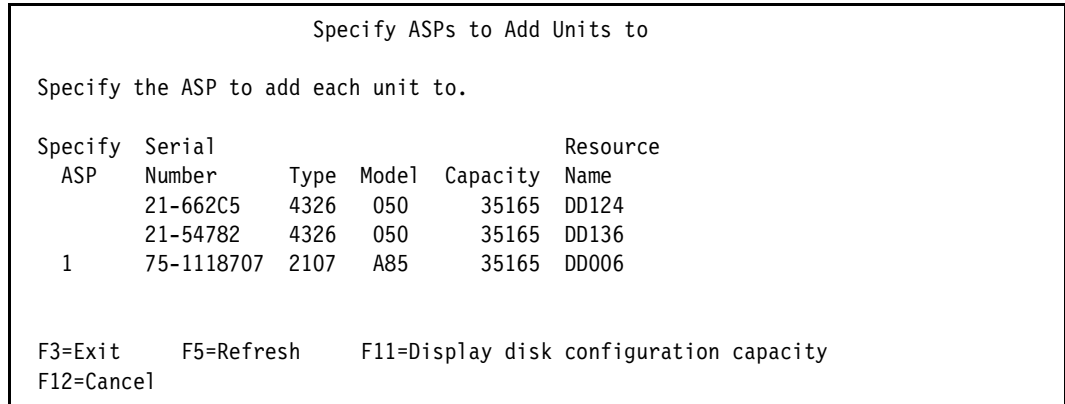 Specify ASPs to Add Units to
Specify the ASP to add each unit to.
Specify Serial Resource
ASP Number Type Model Capacity Name
21-662C5 4326 050 35165 DD124
21-54782 4326 050 35165 DD136
1 75-1118707 2107 A85 35165 DD006
F3=Exit F5=Refresh F11=Display disk configuration capacity
F12=Cancel